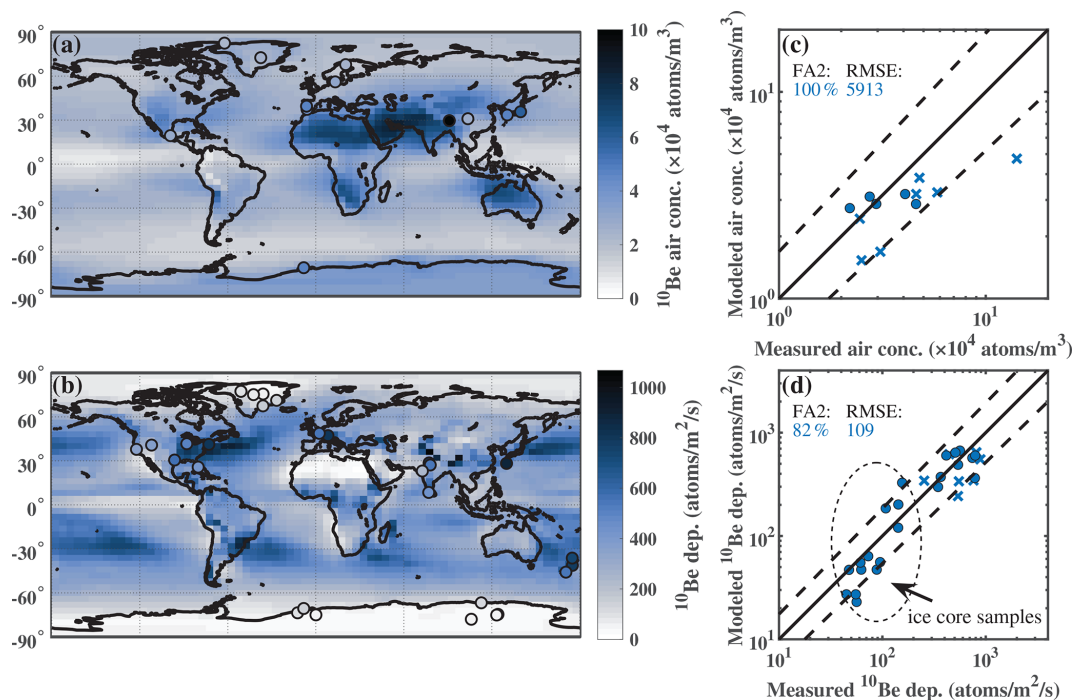 (a)
90°
60°
30°
0°
-30°
-60°
-90°
10
8
6
4
2
0
¹⁰Be air conc. (×10⁴ atoms/m³)
(c)
FA2: RMSE:
100 % 5913
10¹
10⁰
Modeled air conc. (×10⁴ atoms/m³)
10⁰ 10¹
Measured air conc. (×10⁴ atoms/m³)
(b)
90°
60°
30°
0°
-30°
-60°
-90°
1000
800
600
400
200
0
¹⁰Be dep. (atoms/m²/s)
(d)
FA2: RMSE:
82 % 109
10³
10²
10¹
Modeled ¹⁰Be dep. (atoms/m²/s)
ice core samples
10¹ 10² 10³
Measured ¹⁰Be dep. (atoms/m²/s)